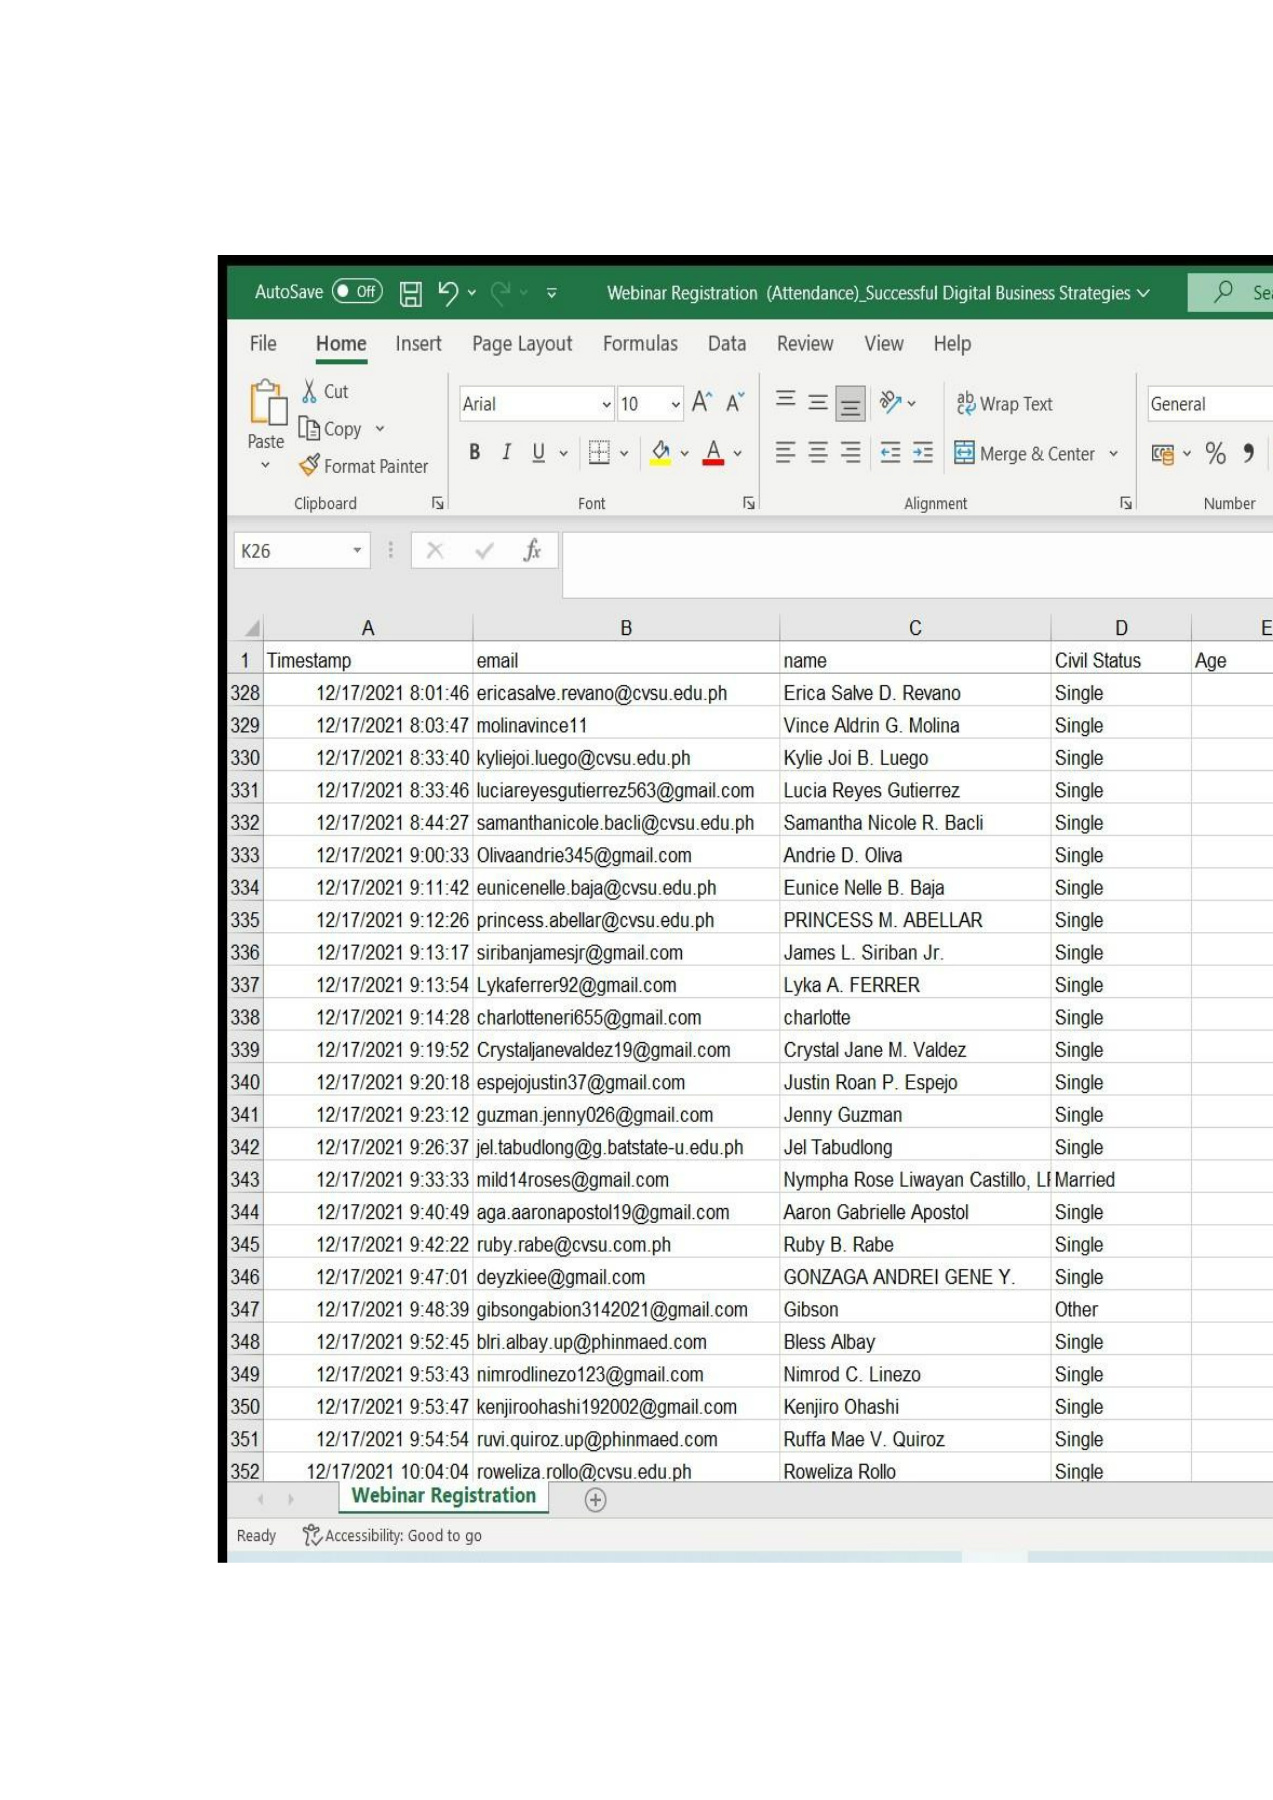 AutoSave Off Webinar Registration (Attendance)_Successful Digital Business Strategies
File Home Insert Page Layout Formulas Data Review View Help
Paste Cut Copy Format Painter
Clipboard
Arial 10
B I U
Font
Wrap Text
Merge & Center
Alignment
General
% 9
Number
K26 fx
A B C D E
1 Timestamp email name Civil Status Age
328 12/17/2021 8:01:46 ericasalve.revano@cvsu.edu.ph Erica Salve D. Revano Single
329 12/17/2021 8:03:47 molinavince11 Vince Aldrin G. Molina Single
330 12/17/2021 8:33:40 kyliejoi.luego@cvsu.edu.ph Kylie Joi B. Luego Single
331 12/17/2021 8:33:46 luciareyesgutierrez563@gmail.com Lucia Reyes Gutierrez Single
332 12/17/2021 8:44:27 samanthanicole.bacli@cvsu.edu.ph Samantha Nicole R. Bacli Single
333 12/17/2021 9:00:33 Olivaandrie345@gmail.com Andrie D. Oliva Single
334 12/17/2021 9:11:42 eunicenelle.baja@cvsu.edu.ph Eunice Nelle B. Baja Single
335 12/17/2021 9:12:26 princess.abellar@cvsu.edu.ph PRINCESS M. ABELLAR Single
336 12/17/2021 9:13:17 siribanjamesjr@gmail.com James L. Siriban Jr. Single
337 12/17/2021 9:13:54 Lykaferrer92@gmail.com Lyka A. FERRER Single
338 12/17/2021 9:14:28 charlotteneri655@gmail.com charlotte Single
339 12/17/2021 9:19:52 Crystaljanevaldez19@gmail.com Crystal Jane M. Valdez Single
340 12/17/2021 9:20:18 espejojustin37@gmail.com Justin Roan P. Espejo Single
341 12/17/2021 9:23:12 guzman.jenny026@gmail.com Jenny Guzman Single
342 12/17/2021 9:26:37 jel.tabudlong@g.batstate-u.edu.ph Jel Tabudlong Single
343 12/17/2021 9:33:33 mild14roses@gmail.com Nympha Rose Liwayan Castillo, Married
344 12/17/2021 9:40:49 aga.aaronapostol19@gmail.com Aaron Gabrielle Apostol Single
345 12/17/2021 9:42:22 ruby.rabe@cvsu.com.ph Ruby B. Rabe Single
346 12/17/2021 9:47:01 deyzkiee@gmail.com GONZAGA ANDREI GENE Y. Single
347 12/17/2021 9:48:39 gibsongabion3142021@gmail.com Gibson Other
348 12/17/2021 9:52:45 blri.albay.up@phinmaed.com Bless Albay Single
349 12/17/2021 9:53:43 nimrodlinezo123@gmail.com Nimrod C. Linezo Single
350 12/17/2021 9:53:47 kenjiroohashi192002@gmail.com Kenjiro Ohashi Single
351 12/17/2021 9:54:54 ruvi.quiroz.up@phinmaed.com Ruffa Mae V. Quiroz Single
352 12/17/2021 10:04:04 roweliza.rollo@cvsu.edu.ph Roweliza Rollo Single
Webinar Registration
Ready Accessibility: Good to go